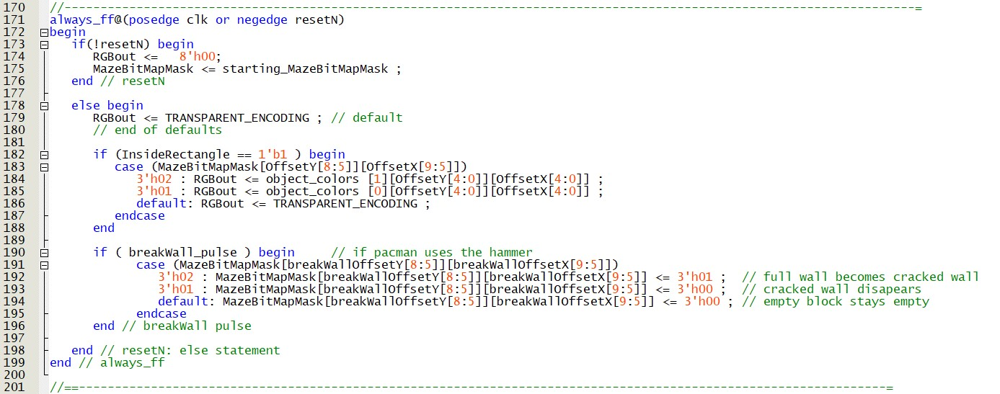 170 //----------------------------------------------------------------------------------------------------------------------=
171 always_ff@(posedge clk or negedge resetN)
172 begin
173    if(!resetN) begin
174       RGBout <=   8'h00;
175       MazeBitMapMask <= starting_MazeBitMapMask ;
176    end // resetN
177
178    else begin
179       RGBout <= TRANSPARENT_ENCODING ; // default
180       // end of defaults
181
182       if (InsideRectangle == 1'b1 ) begin
183          case (MazeBitMapMask[OffsetY[8:5]][OffsetX[9:5]])
184             3'h02 : RGBout <= object_colors [1][OffsetY[4:0]][OffsetX[4:0]] ;
185             3'h01 : RGBout <= object_colors [0][OffsetY[4:0]][OffsetX[4:0]] ;
186             default: RGBout <= TRANSPARENT_ENCODING ;
187          endcase
188       end
189
190       if ( breakWall_pulse ) begin     // if pacman uses the hammer
191             case (MazeBitMapMask[breakWallOffsetY[8:5]][breakWallOffsetX[9:5]])
192                3'h02 : MazeBitMapMask[breakWallOffsetY[8:5]][breakWallOffsetX[9:5]] <= 3'h01 ;  // full wall becomes cracked wall
193                3'h01 : MazeBitMapMask[breakWallOffsetY[8:5]][breakWallOffsetX[9:5]] <= 3'h00 ;  // cracked wall disapears
194                default: MazeBitMapMask[breakWallOffsetY[8:5]][breakWallOffsetX[9:5]] <= 3'h00 ; // empty block stays empty
195             endcase
196       end // breakWall pulse
197
198    end // resetN: else statement
199 end // always_ff
200
201 //==----------------------------------------------------------------------------------------------------------------=